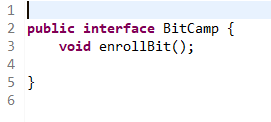 1
2 public interface BitCamp {
3     void enrollBit();
4
5 }
6